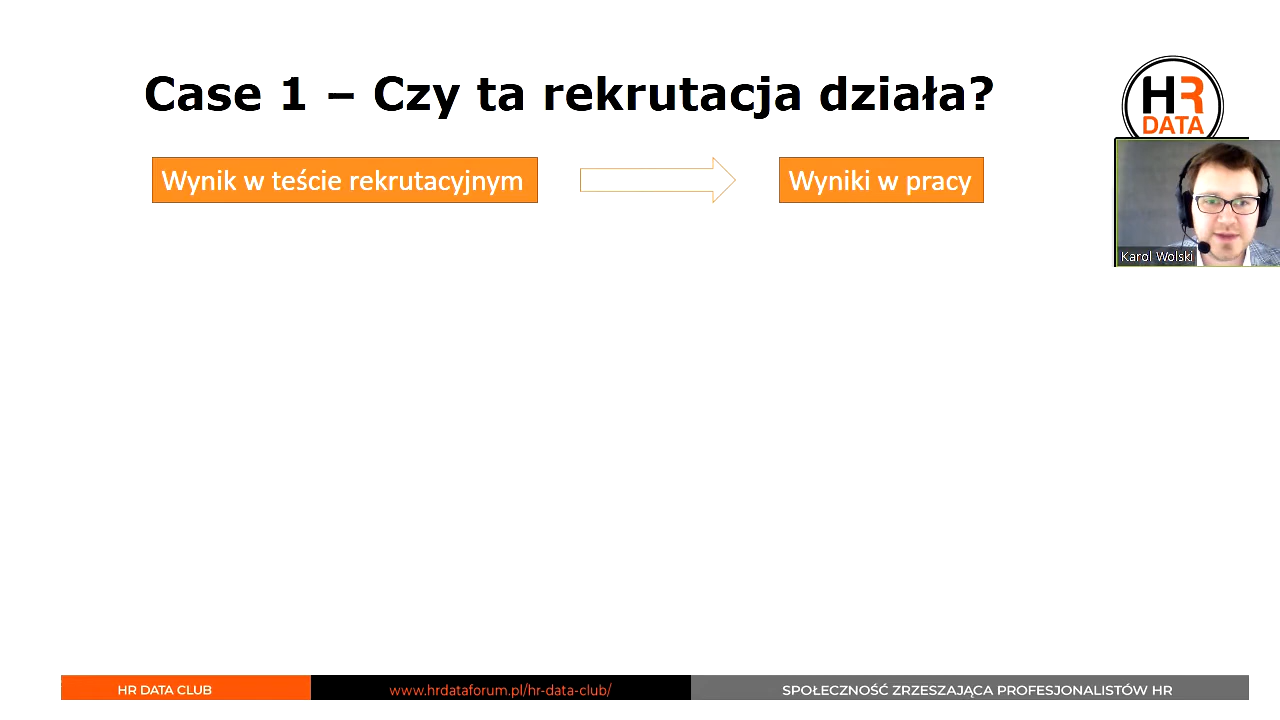 Case 1 – Czy ta rekrutacja działa?
HR
DATA
Wynik w teście rekrutacyjnym
Wyniki w pracy
Karol Wolski
HR DATA CLUB
www.hrdataforum.pl/hr-data-club/
SPOŁECZNOŚĆ ZRZESZAJĄCA PROFESJONALISTÓW HR